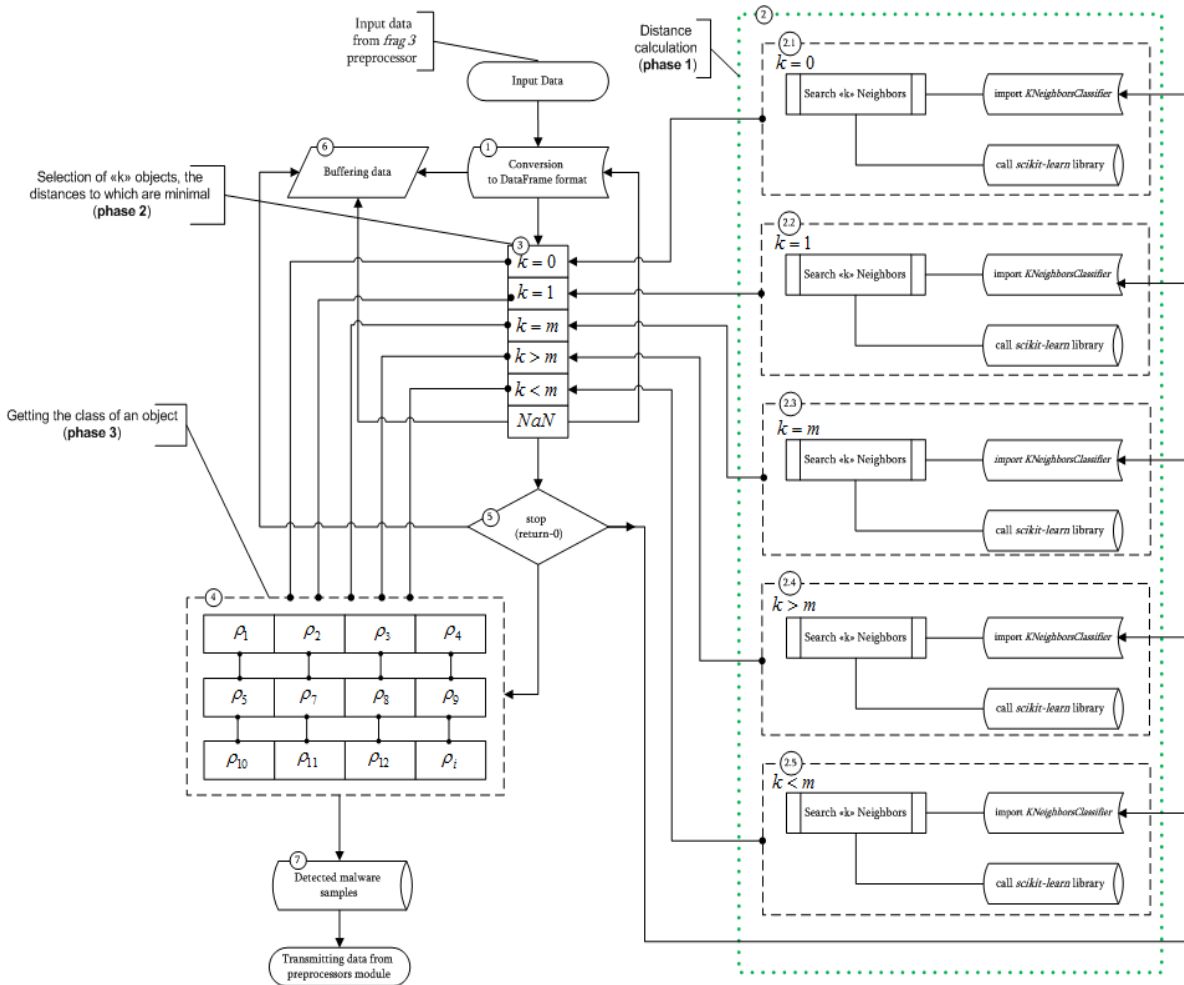 Input data
from frag 3
preprocessor
Input Data
Distance
calculation
(phase 1)
6
Buffering data
1
Conversion
to DataFrame format
Selection of «k» objects, the
distances to which are minimal
(phase 2)
3
k = 0
k = 1
k = m
k > m
k < m
NaN
Getting the class of an object
(phase 3)
5
stop
(return-0)
4
ρ1 ρ2 ρ3 ρ4
ρ5 ρ7 ρ8 ρ9
ρ10 ρ11 ρ12 ρi
7
Detected malware
samples
Transmitting data from
preprocessors module
2
2.1
k = 0
Search «k» Neighbors
import KNeighborsClassifier
call scikit-learn library
2.2
k = 1
Search «k» Neighbors
import KNeighborsClassifier
call scikit-learn library
2.3
k = m
Search «k» Neighbors
import KNeighborsClassifier
call scikit-learn library
2.4
k > m
Search «k» Neighbors
import KNeighborsClassifier
call scikit-learn library
2.5
k < m
Search «k» Neighbors
import KNeighborsClassifier
call scikit-learn library